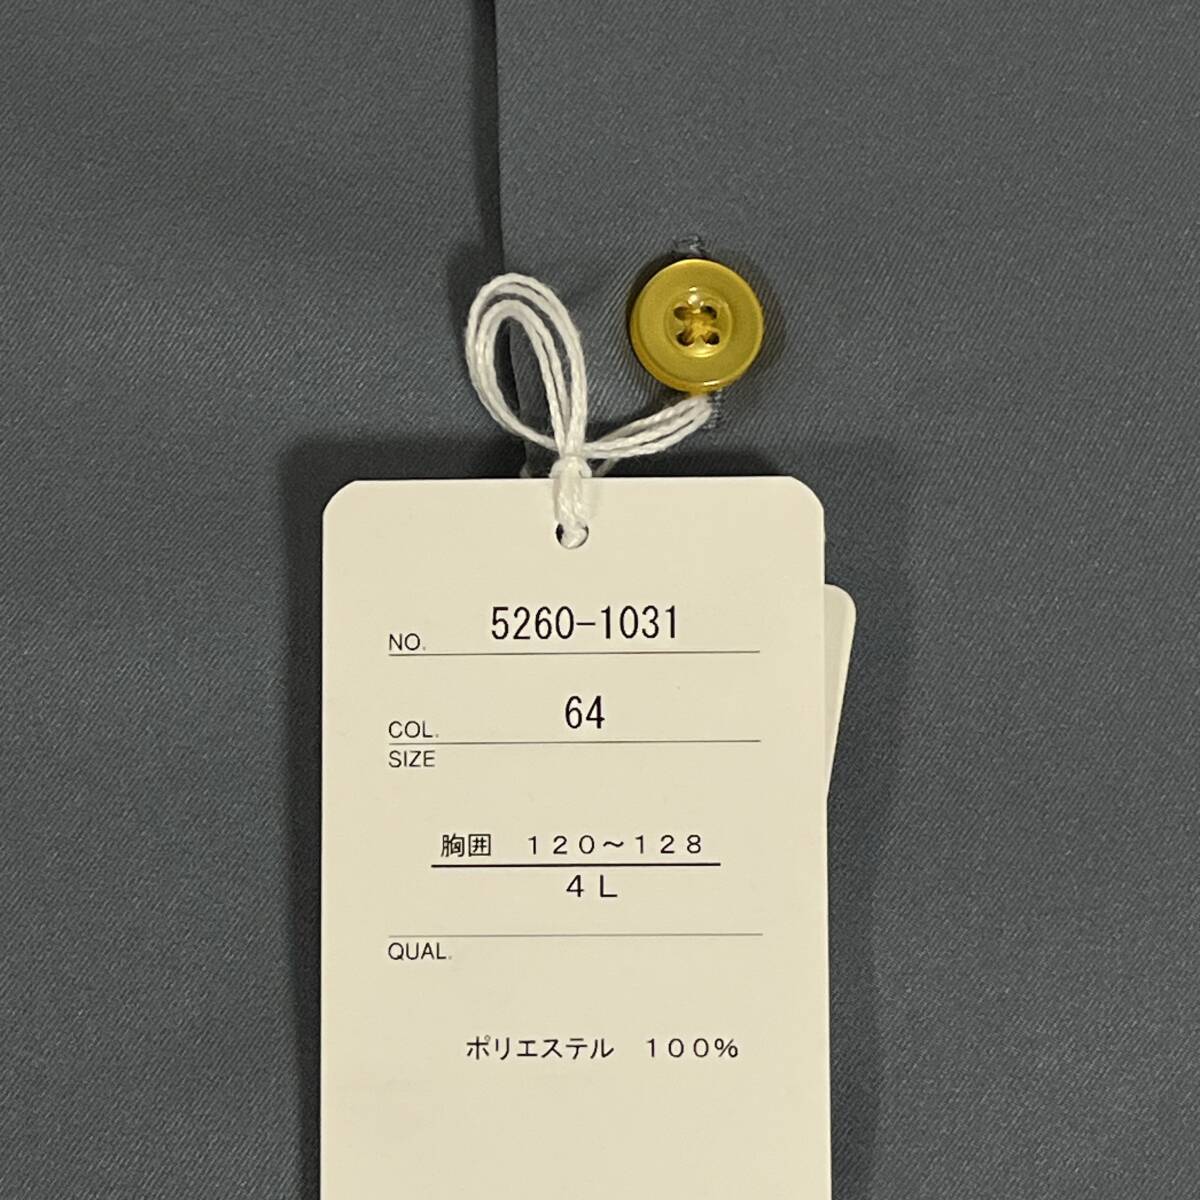 NO. 5260-1031
COL. 64
SIZE
胸囲　１２０～１２８
４Ｌ
QUAL.
ポリエステル　１００％